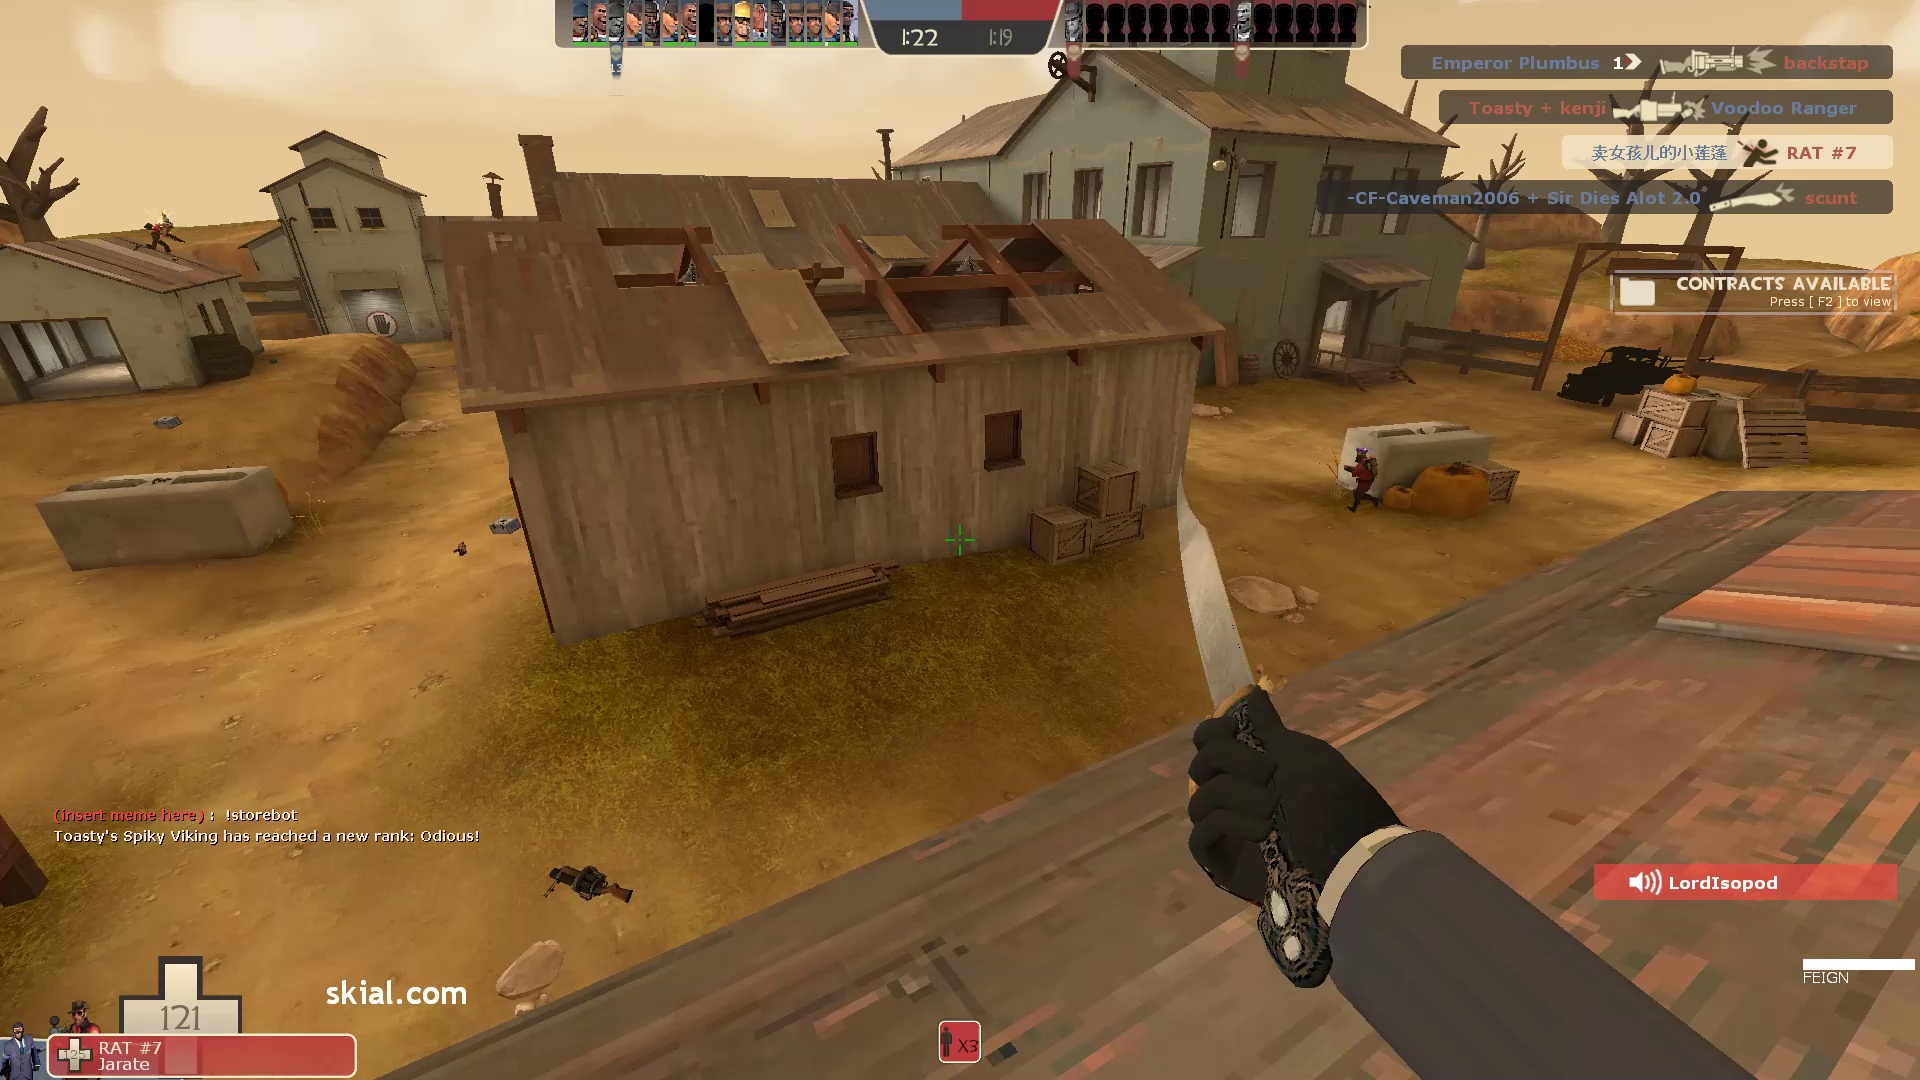 1:22
1:19
13
Emperor Plumbus 1 backstap
Toasty + kenji Voodoo Ranger
卖女孩儿的小莲蓬 RAT #7
-CF-Caveman2006 + Sir Dies Alot 2.0 scunt
CONTRACTS AVAILABLE
Press [ F2 ] to view
(insert meme here) : !storebot
Toasty's Spiky Viking has reached a new rank: Odious!
LordIsopod
FEIGN
skial.com
121
125
RAT #7
Jarate
X3